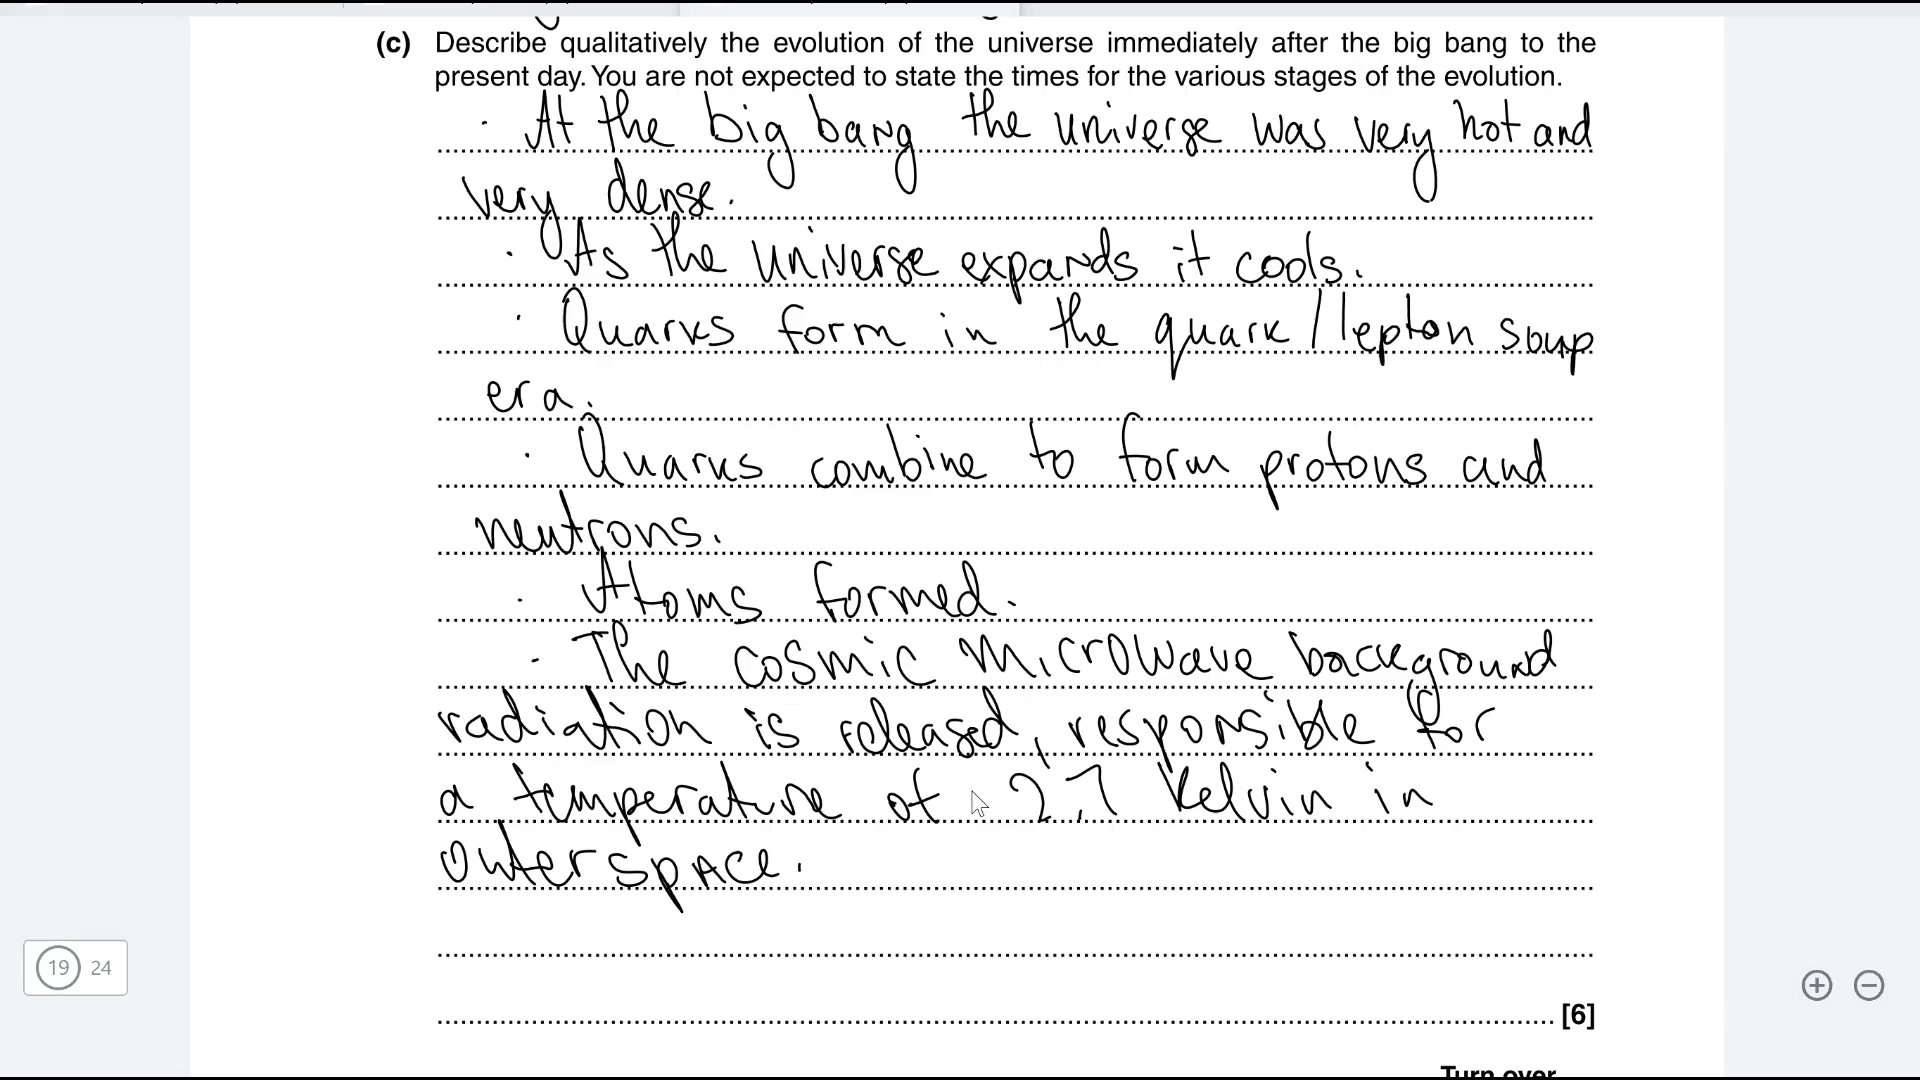 (c) Describe qualitatively the evolution of the universe immediately after the big bang to the
present day. You are not expected to state the times for the various stages of the evolution.
· At the big bang the universe was very hot and
very dense.
· As the universe expands it cools.
· Quarks form in the quark/lepton soup
era.
· Quarks combine to form protons and
neutrons.
· Atoms formed.
· The cosmic microwave background
radiation is released, responsible for
a temperature of 2.7 Kelvin in
outerspace.
[6]
19 24
Turn over